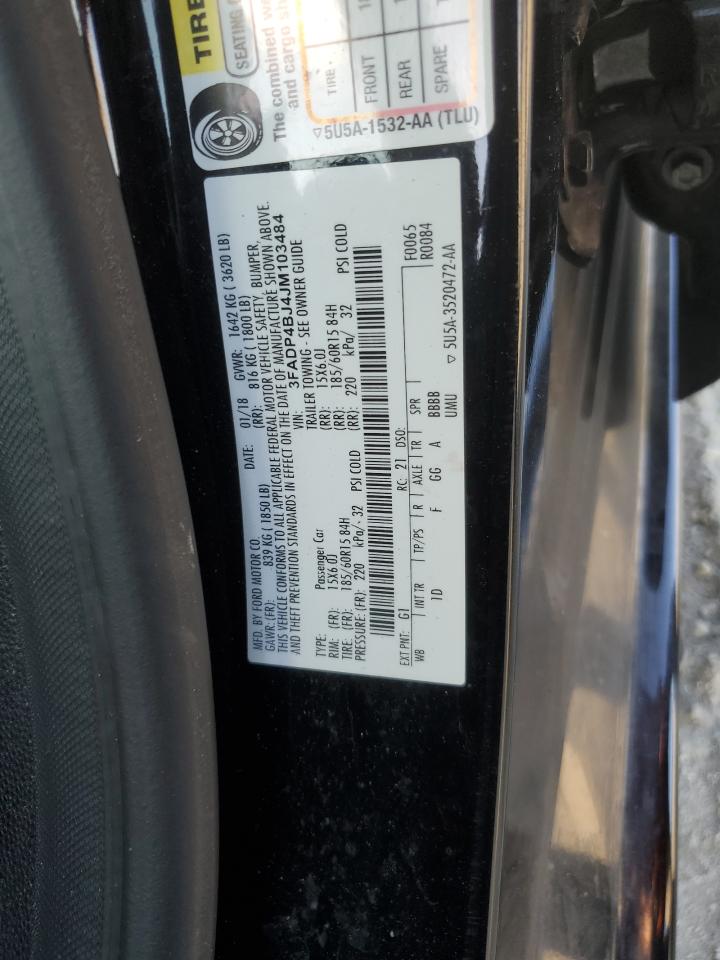 TIRE
SEATING
The combined
and cargo
TIRE
FRONT
REAR
SPARE
5U5A-1532-AA (TLU)
MFD. BY FORD MOTOR CO.
DATE: 01/18 GVWR: 1642 KG ( 3620 LB)
GAWR: (FR): 839 KG ( 1850 LB) (RR): 816 KG ( 1800 LB)
THIS VEHICLE CONFORMS TO ALL APPLICABLE FEDERAL MOTOR VEHICLE SAFETY, BUMPER,
AND THEFT PREVENTION STANDARDS IN EFFECT ON THE DATE OF MANUFACTURE SHOWN ABOVE.
VIN: 3FADP4BJ4JM103484
TYPE: Passenger Car TRAILER TOWING - SEE OWNER GUIDE
RIM: (FR): 15X6.0J (RR): 15X6.0J
TIRE: (FR): 185/60R15 84H (RR): 185/60R15 84H
PRESSURE: (FR): 220 kPa/ 32 PSI COLD (RR): 220 kPa/ 32 PSI COLD
EXT PNT: G1 RC: 21 DSO: F0065
R0084
WB INT TR TP/PS R AXLE TR SPR
1D F GG A BBBB
UMU
5U5A-3520472-AA